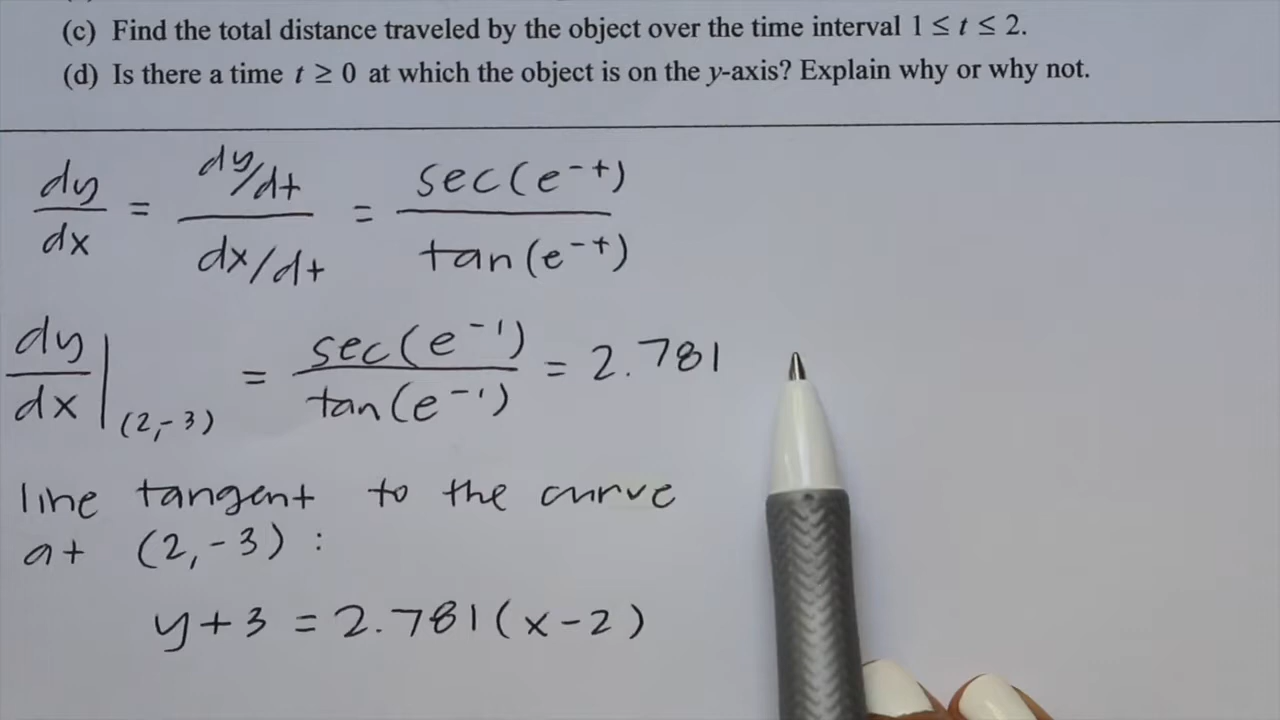 (c) Find the total distance traveled by the object over the time interval 1 ≤ t ≤ 2.
(d) Is there a time t ≥ 0 at which the object is on the y-axis? Explain why or why not.
dy/dx = (dy/dt)/(dx/dt) = sec(e^-t)/tan(e^-t)
dy/dx|(2,-3) = sec(e^-1)/tan(e^-1) = 2.781
line tangent to the curve
at (2,-3) :
y+3 = 2.781(x-2)